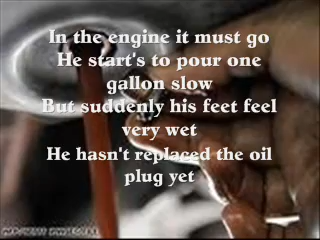 In the engine it must go
He start's to pour one
gallon slow
But suddenly his feet feel
very wet
He hasn't replaced the oil
plug yet